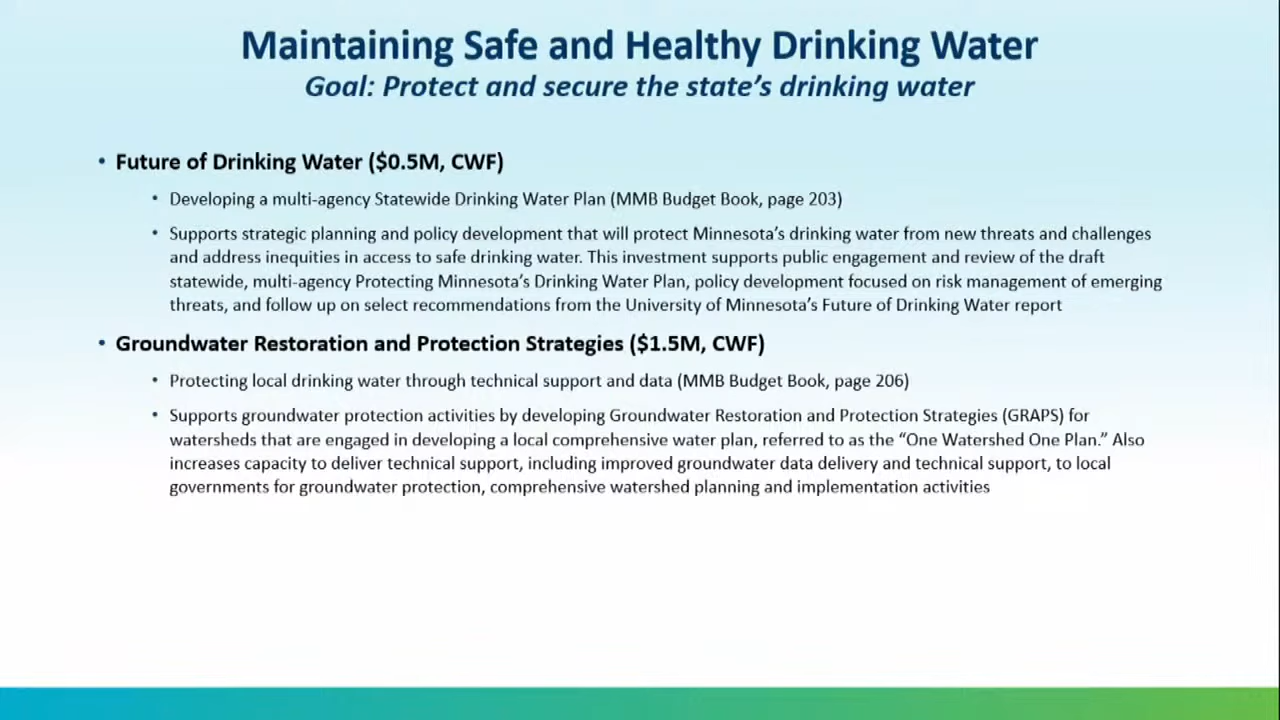 Maintaining Safe and Healthy Drinking Water
Goal: Protect and secure the state’s drinking water
• Future of Drinking Water ($0.5M, CWF)
• Developing a multi-agency Statewide Drinking Water Plan (MMB Budget Book, page 203)
• Supports strategic planning and policy development that will protect Minnesota’s drinking water from new threats and challenges
and address inequities in access to safe drinking water. This investment supports public engagement and review of the draft
statewide, multi-agency Protecting Minnesota’s Drinking Water Plan, policy development focused on risk management of emerging
threats, and follow up on select recommendations from the University of Minnesota’s Future of Drinking Water report
• Groundwater Restoration and Protection Strategies ($1.5M, CWF)
• Protecting local drinking water through technical support and data (MMB Budget Book, page 206)
• Supports groundwater protection activities by developing Groundwater Restoration and Protection Strategies (GRAPS) for
watersheds that are engaged in developing a local comprehensive water plan, referred to as the “One Watershed One Plan.” Also
increases capacity to deliver technical support, including improved groundwater data delivery and technical support, to local
governments for groundwater protection, comprehensive watershed planning and implementation activities